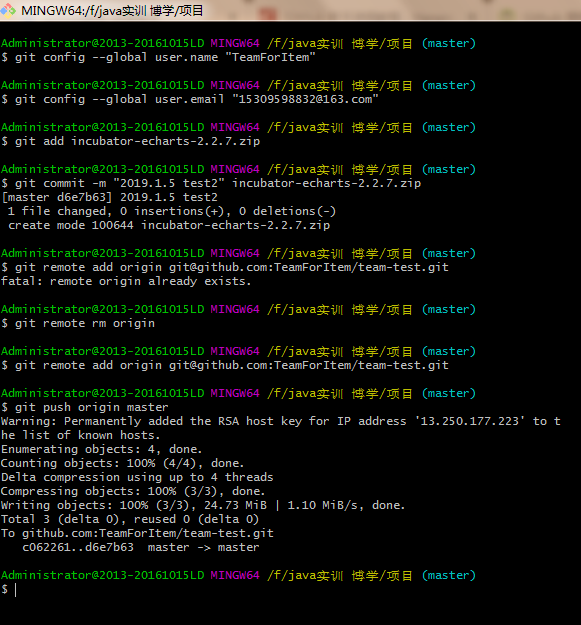 MINGW64:/f/java实训 博学/项目
Administrator@2013-20161015LD MINGW64 /f/java实训 博学/项目 (master)
$ git config --global user.name "TeamForItem"
Administrator@2013-20161015LD MINGW64 /f/java实训 博学/项目 (master)
$ git config --global user.email "15309598832@163.com"
Administrator@2013-20161015LD MINGW64 /f/java实训 博学/项目 (master)
$ git add incubator-echarts-2.2.7.zip
Administrator@2013-20161015LD MINGW64 /f/java实训 博学/项目 (master)
$ git commit -m "2019.1.5 test2" incubator-echarts-2.2.7.zip
[master d6e7b63] 2019.1.5 test2
 1 file changed, 0 insertions(+), 0 deletions(-)
 create mode 100644 incubator-echarts-2.2.7.zip
Administrator@2013-20161015LD MINGW64 /f/java实训 博学/项目 (master)
$ git remote add origin git@github.com:TeamForItem/team-test.git
fatal: remote origin already exists.
Administrator@2013-20161015LD MINGW64 /f/java实训 博学/项目 (master)
$ git remote rm origin
Administrator@2013-20161015LD MINGW64 /f/java实训 博学/项目 (master)
$ git remote add origin git@github.com:TeamForItem/team-test.git
Administrator@2013-20161015LD MINGW64 /f/java实训 博学/项目 (master)
$ git push origin master
Warning: Permanently added the RSA host key for IP address '13.250.177.223' to t
he list of known hosts.
Enumerating objects: 4, done.
Counting objects: 100% (4/4), done.
Delta compression using up to 4 threads
Compressing objects: 100% (3/3), done.
Writing objects: 100% (3/3), 24.73 MiB | 1.10 MiB/s, done.
Total 3 (delta 0), reused 0 (delta 0)
To github.com:TeamForItem/team-test.git
   c062261..d6e7b63  master -> master
Administrator@2013-20161015LD MINGW64 /f/java实训 博学/项目 (master)
$